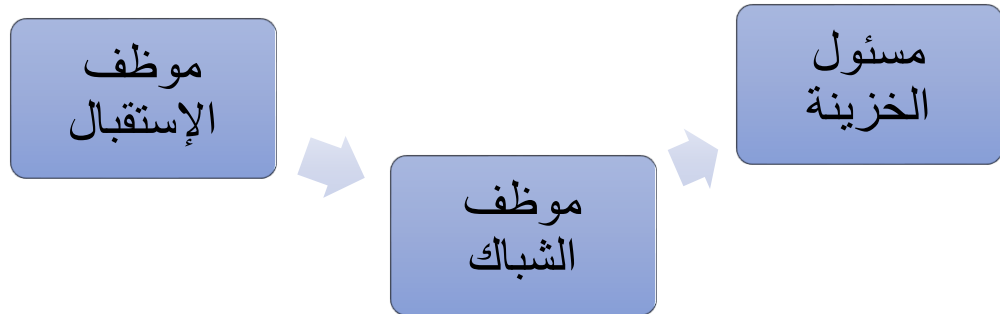 موظف
الإستقبال
موظف
الشباك
مسئول
الخزينة